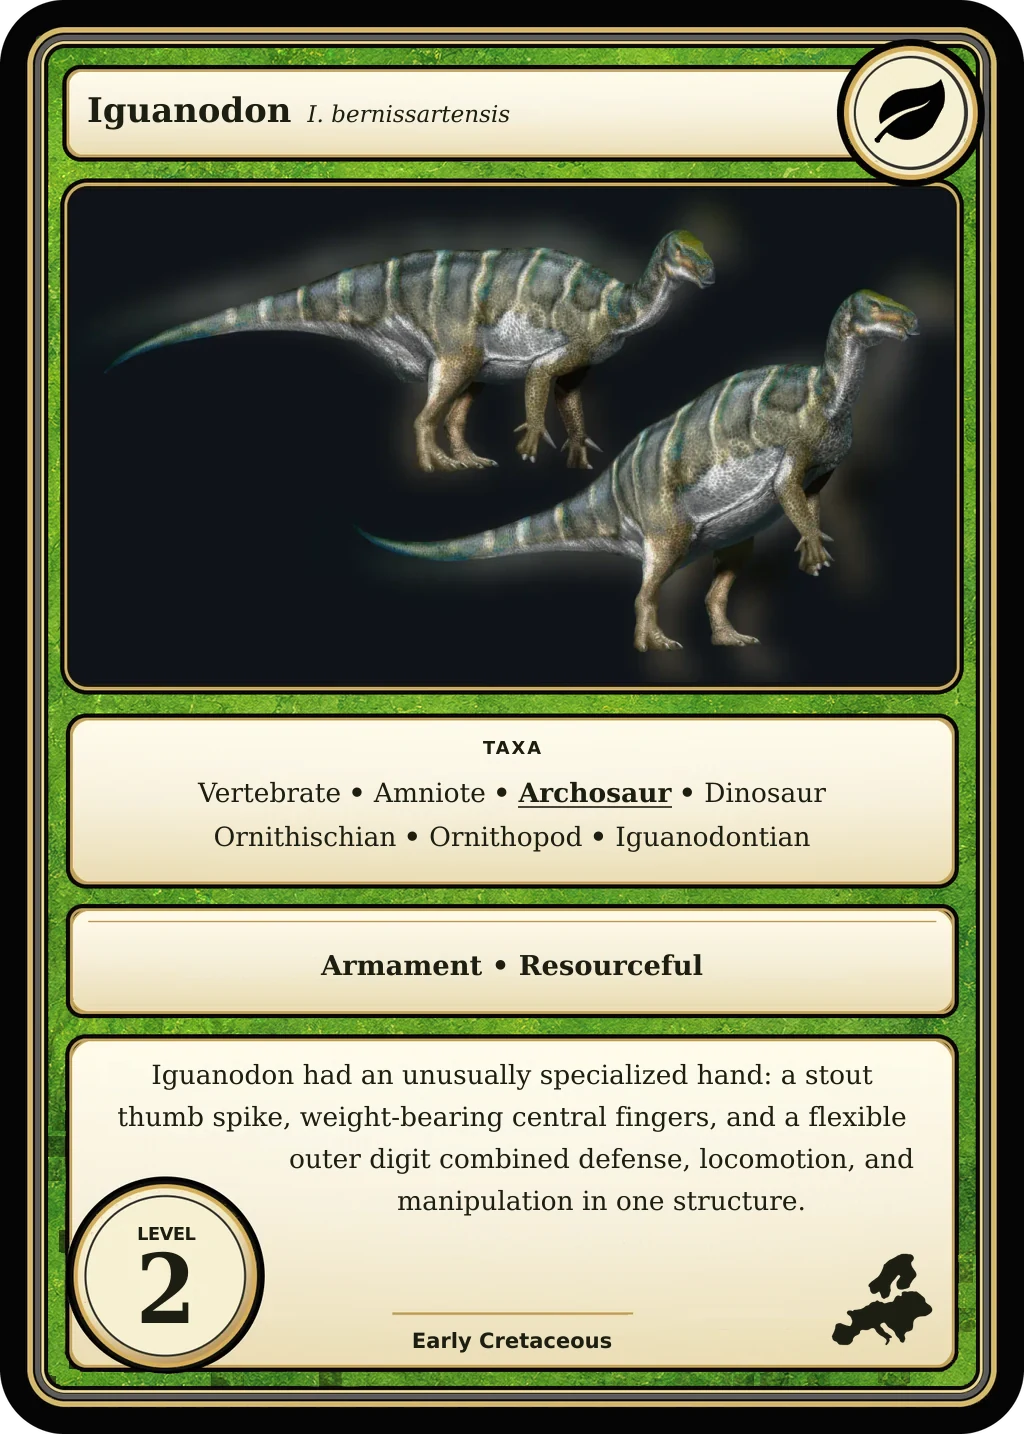 Iguanodon I. bernissartensis
TAXA
Vertebrate • Amniote • Archosaur • Dinosaur
Ornithischian • Ornithopod • Iguanodontian
Armament • Resourceful
Iguanodon had an unusually specialized hand: a stout
thumb spike, weight-bearing central fingers, and a flexible
outer digit combined defense, locomotion, and
manipulation in one structure.
LEVEL
2
Early Cretaceous